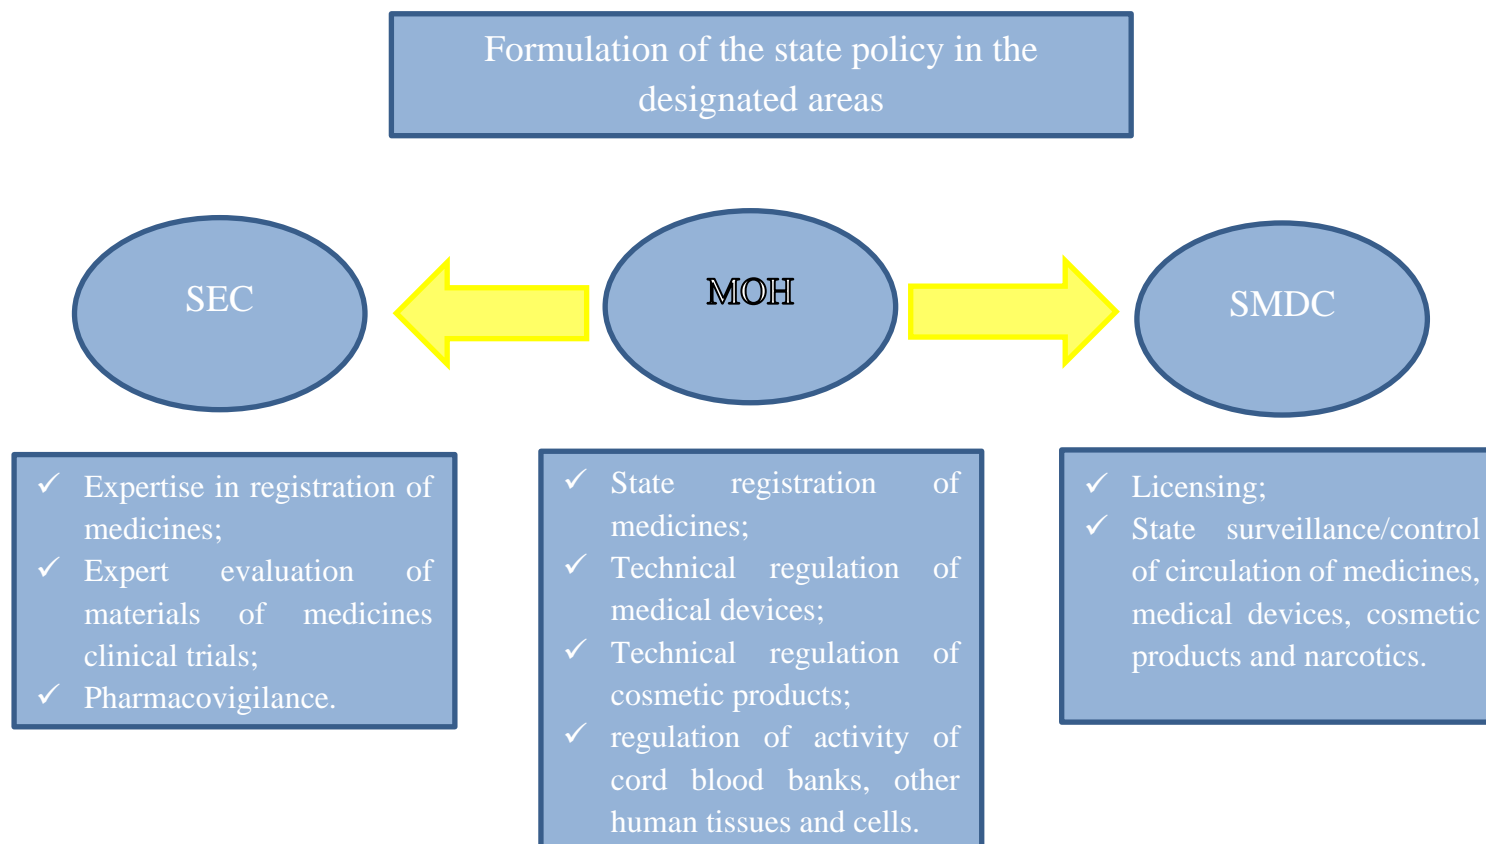 Formulation of the state policy in the
designated areas
SEC
MOH
SMDC
✓ Expertise in registration of
medicines;
✓ Expert evaluation of
materials of medicines
clinical trials;
✓ Pharmacovigilance.
✓ State registration of
medicines;
✓ Technical regulation of
medical devices;
✓ Technical regulation of
cosmetic products;
✓ regulation of activity of
cord blood banks, other
human tissues and cells.
✓ Licensing;
✓ State surveillance/control
of circulation of medicines,
medical devices, cosmetic
products and narcotics.